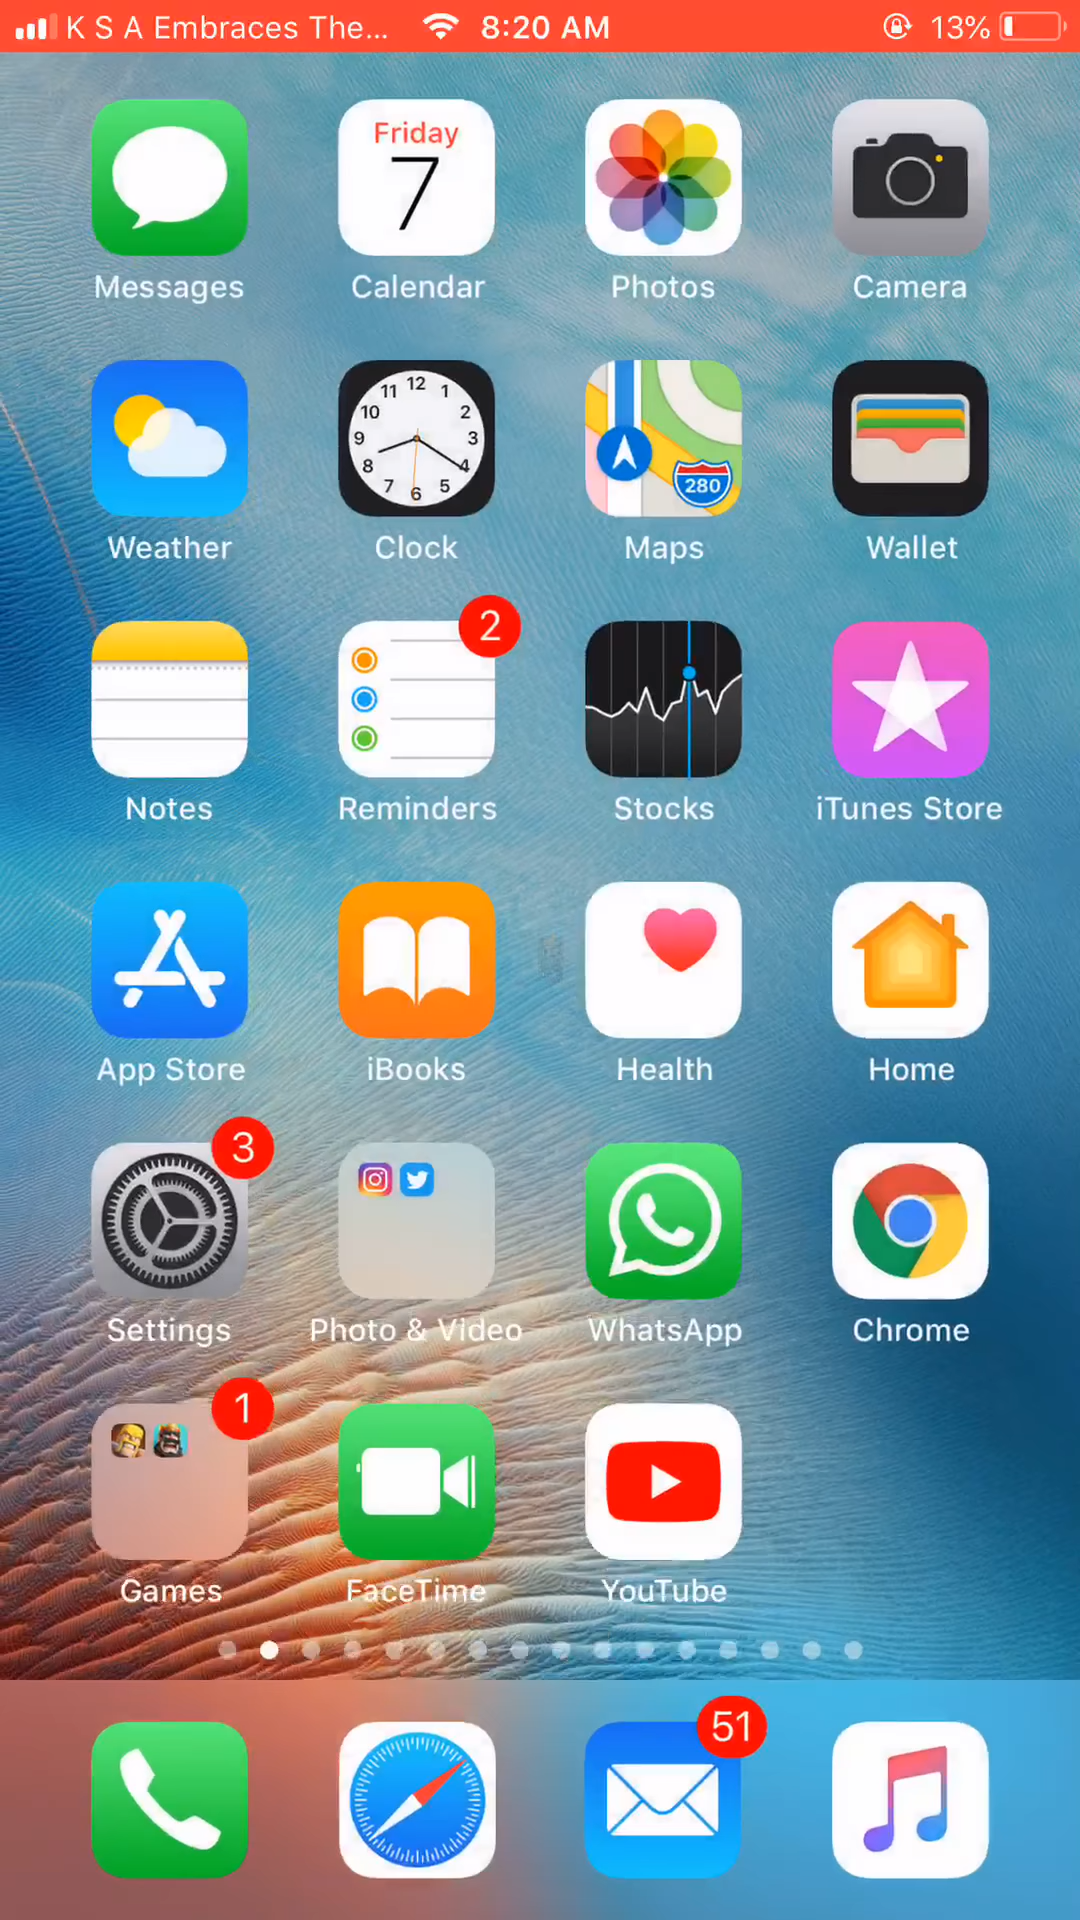 K S A Embraces The... 8:20 AM 13%
Friday
7
Messages Calendar Photos Camera
12 1 2 3 4 5 6 7 8 9 10 11
280
Weather Clock Maps Wallet
2
Notes Reminders Stocks iTunes Store
App Store iBooks Health Home
3
Settings Photo & Video WhatsApp Chrome
1
Games FaceTime YouTube
51